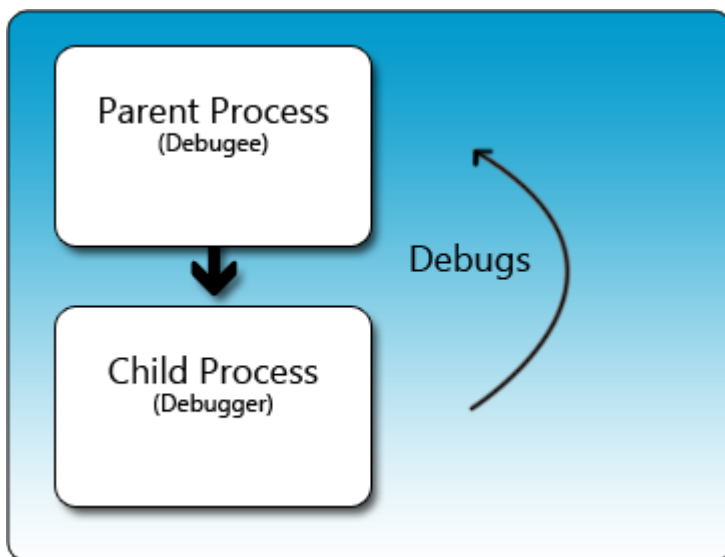 Parent Process
(Debugee)
Debugs
Child Process
(Debugger)